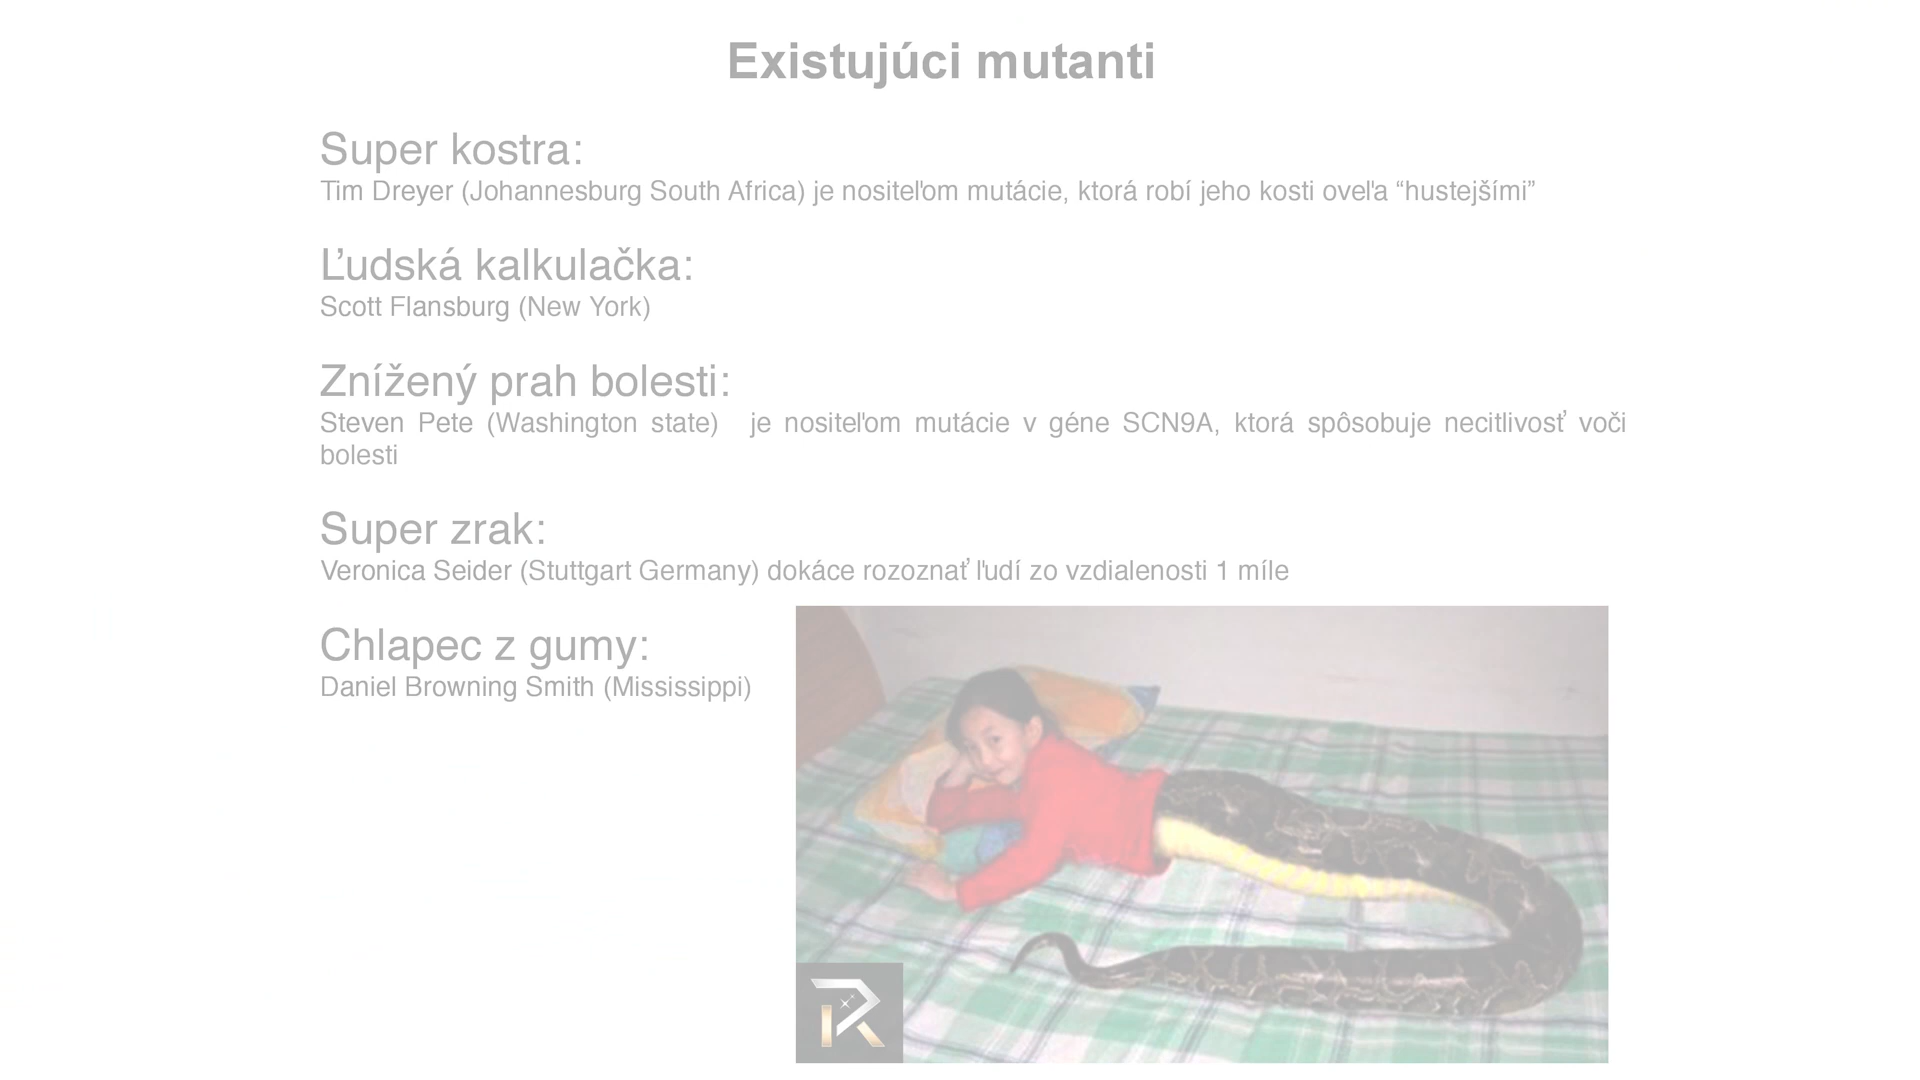 Existujúci mutanti
Super kostra:
Tim Dreyer (Johannesburg South Africa) je nositeľom mutácie, ktorá robí jeho kosti oveľa “hustejšími”
Ľudská kalkulačka:
Scott Flansburg (New York)
Znížený prah bolesti:
Steven Pete (Washington state) je nositeľom mutácie v géne SCN9A, ktorá spôsobuje necitlivosť voči
bolesti
Super zrak:
Veronica Seider (Stuttgart Germany) dokáce rozoznať ľudí zo vzdialenosti 1 míle
Chlapec z gumy:
Daniel Browning Smith (Mississippi)
R